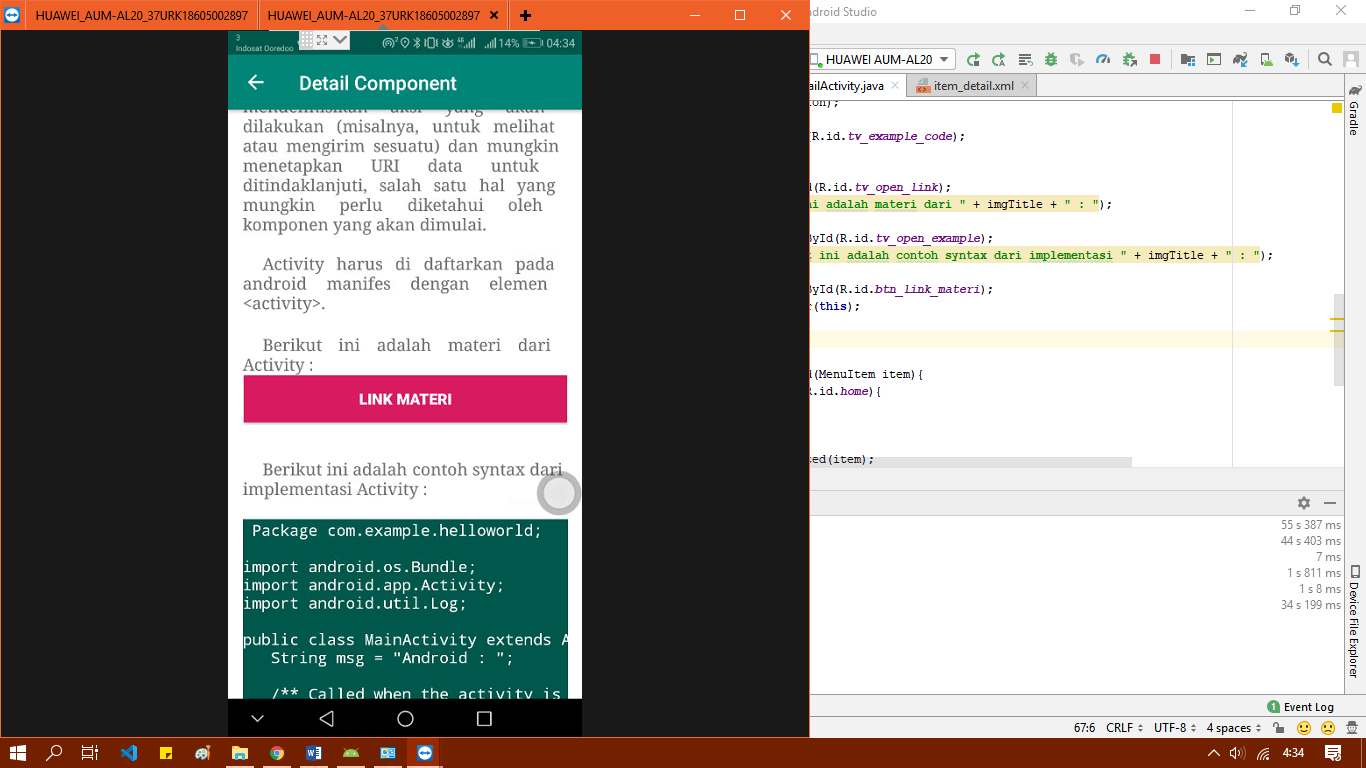 HUAWEI_AUM-AL20_37URK18605002897
HUAWEI_AUM-AL20_37URK18605002897
3
Indosat Ooredoo
14%
04:34
Detail Component
mendefinisikan aksi yang akan
dilakukan (misalnya, untuk melihat
atau mengirim sesuatu) dan mungkin
menetapkan URI data untuk
ditindaklanjuti, salah satu hal yang
mungkin perlu diketahui oleh
komponen yang akan dimulai.
Activity harus di daftarkan pada
android manifes dengan elemen
<activity>.
Berikut ini adalah materi dari
Activity :
LINK MATERI
Berikut ini adalah contoh syntax dari
implementasi Activity :
Package com.example.helloworld;
import android.os.Bundle;
import android.app.Activity;
import android.util.Log;
public class MainActivity extends A
String msg = "Android : ";
/** Called when the activity is
ndroid Studio
HUAWEI AUM-AL20
ailActivity.java
item_detail.xml
ion);
(R.id.tv_example_code);
d(R.id.tv_open_link);
ni adalah materi dari " + imgTitle + " : ");
ById(R.id.tv_open_example);
t ini adalah contoh syntax dari implementasi " + imgTitle + " : ");
ById(R.id.btn_link_materi);
r(this);
d(MenuItem item){
R.id.home){
ted(item);
Gradle
Device File Explorer
55 s 387 ms
44 s 403 ms
7 ms
1 s 811 ms
1 s 8 ms
34 s 199 ms
1 Event Log
67:6 CRLF UTF-8 4 spaces
4:34